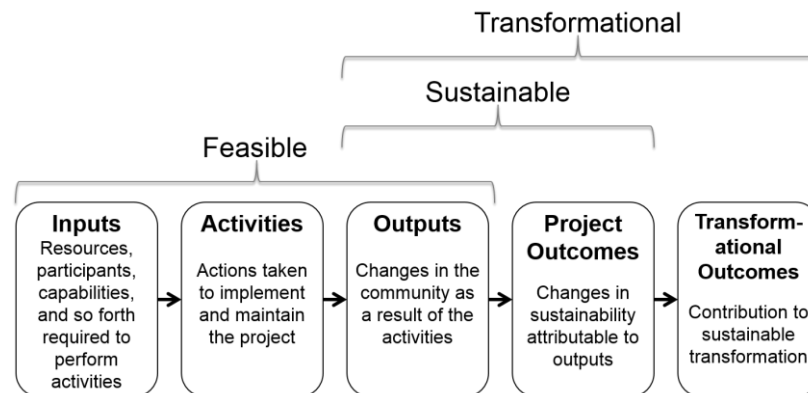 Transformational
Sustainable
Feasible
Inputs
Resources,
participants,
capabilities,
and so forth
required to
perform
activities
Activities
Actions taken
to implement
and maintain
the project
Outputs
Changes in the
community as
a result of the
activities
Project
Outcomes
Changes in
sustainability
attributable to
outputs
Transform-
ational
Outcomes
Contribution to
sustainable
transformation